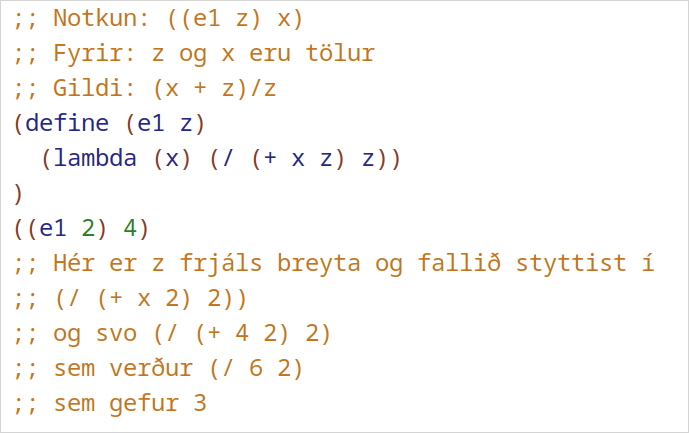 ;; Notkun: ((e1 z) x)
;; Fyrir: z og x eru tölur
;; Gildi: (x + z)/z
(define (e1 z)
  (lambda (x) (/ (+ x z) z))
)
((e1 2) 4)
;; Hér er z frjáls breyta og fallið styttist í
;; (/ (+ x 2) 2))
;; og svo (/ (+ 4 2) 2)
;; sem verður (/ 6 2)
;; sem gefur 3